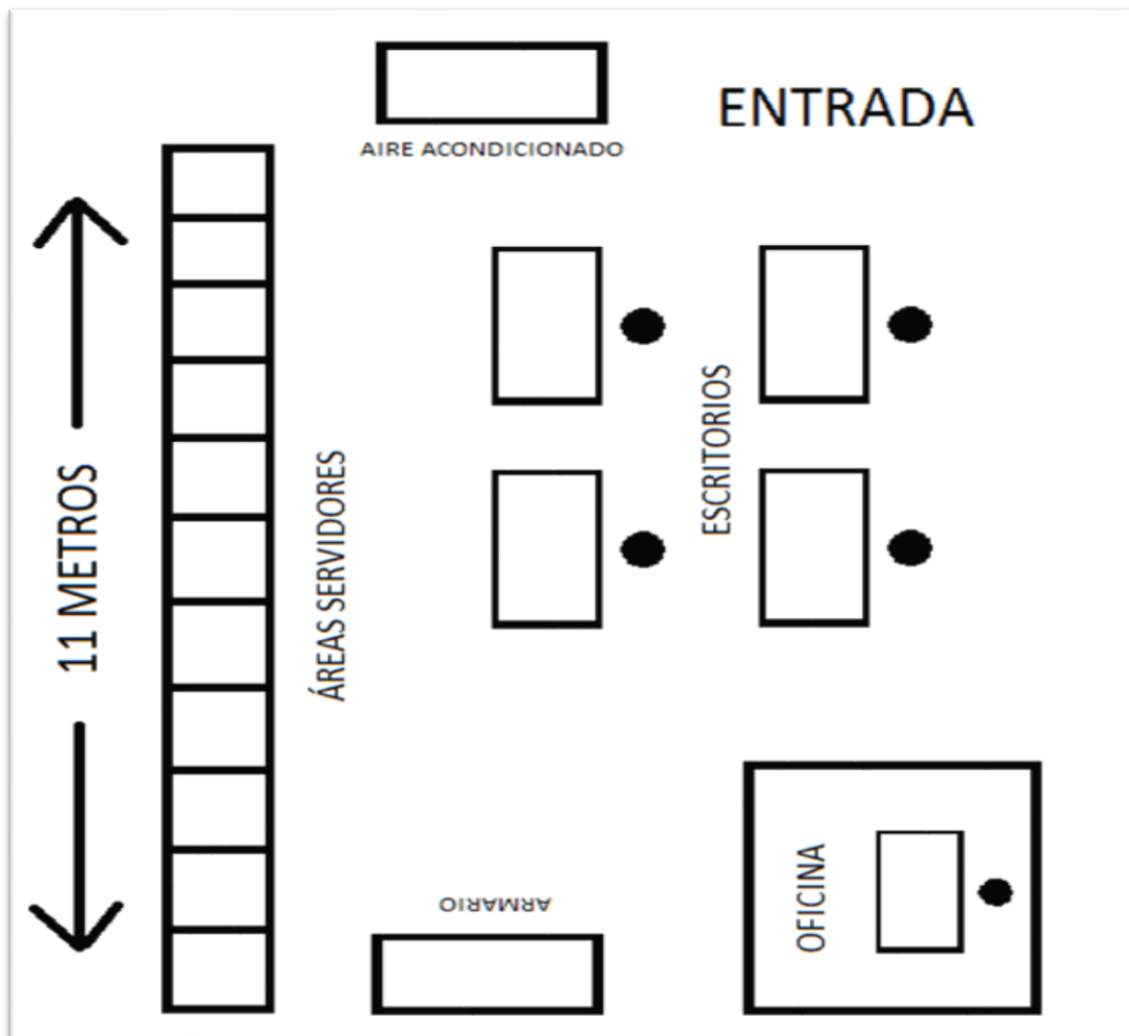 ENTRADA
AIRE ACONDICIONADO
11 METROS
ÁREAS SERVIDORES
ESCRITORIOS
ARMARIO
OFICINA